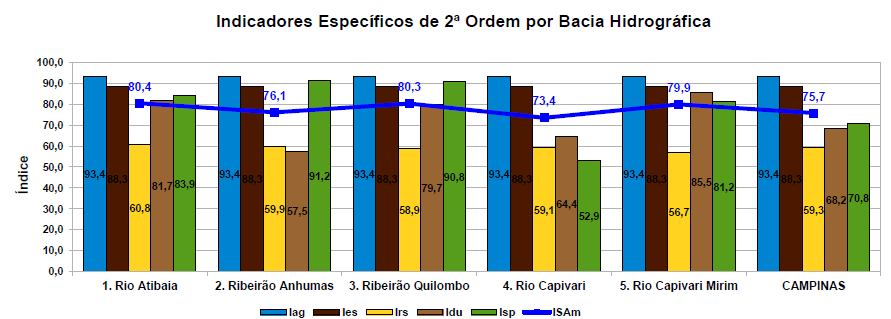 Indicadores Específicos de 2ª Ordem por Bacia Hidrográfica
Índice
100,0
90,0
80,0
70,0
60,0
50,0
40,0
30,0
20,0
10,0
0,0
80,4
76,1
80,3
73,4
79,9
75,7
93,4 88,3 60,8 81,7 83,9
93,4 88,3 59,9 57,5 91,2
93,4 88,3 58,9 79,7 90,8
93,4 88,3 59,1 64,4 52,9
93,4 88,3 56,7 85,5 81,2
93,4 88,3 59,3 68,2 70,8
1. Rio Atibaia
2. Ribeirão Anhumas
3. Ribeirão Quilombo
4. Rio Capivari
5. Rio Capivari Mirim
CAMPINAS
Iag Ies Irs Idu Isp ISAm